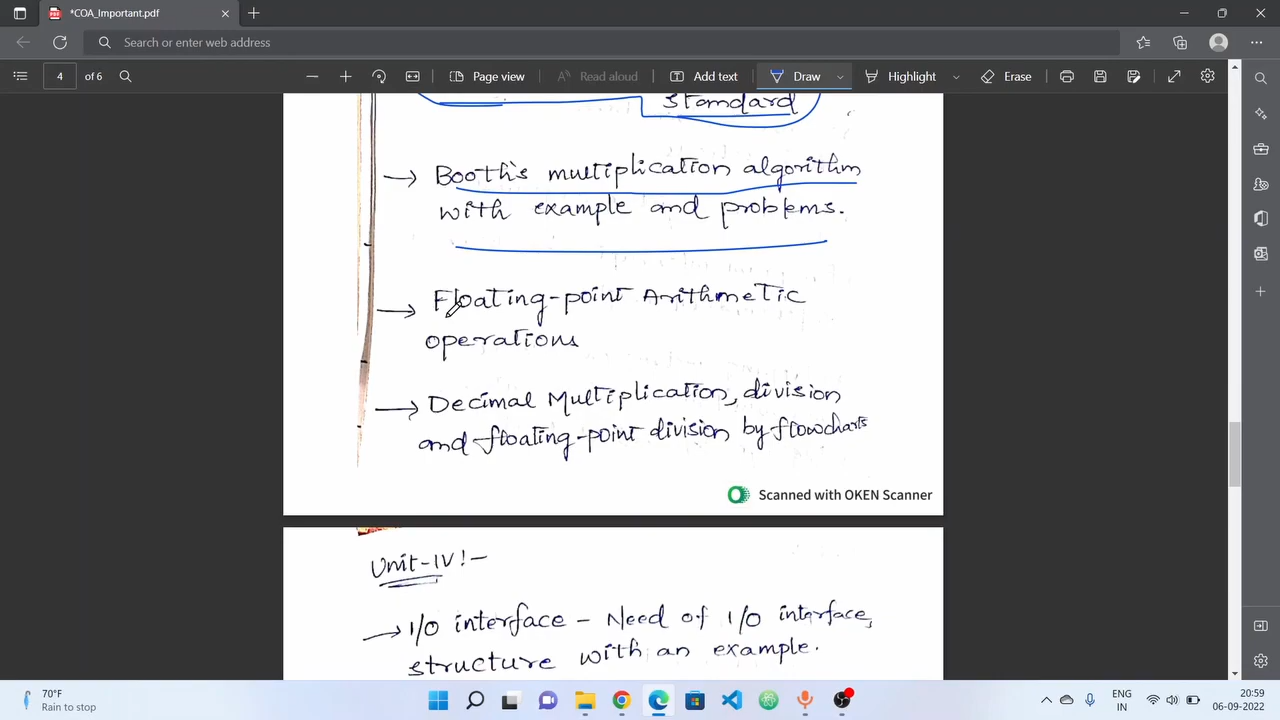 *COA_Important.pdf
Search or enter web address
4 of 6
Page view
Read aloud
Add text
Draw
Highlight
Erase
Standard
→ Booth's multiplication algorithm
with example and problems.
→ Floating-point Arithmetic
operations
→ Decimal Multiplication, division
and floating-point division by flowcharts
Scanned with OKEN Scanner
Unit-IV:-
→ I/O interface - Need of I/O interface,
structure with an example.
70°F
Rain to stop
ENG
IN
20:59
06-09-2022